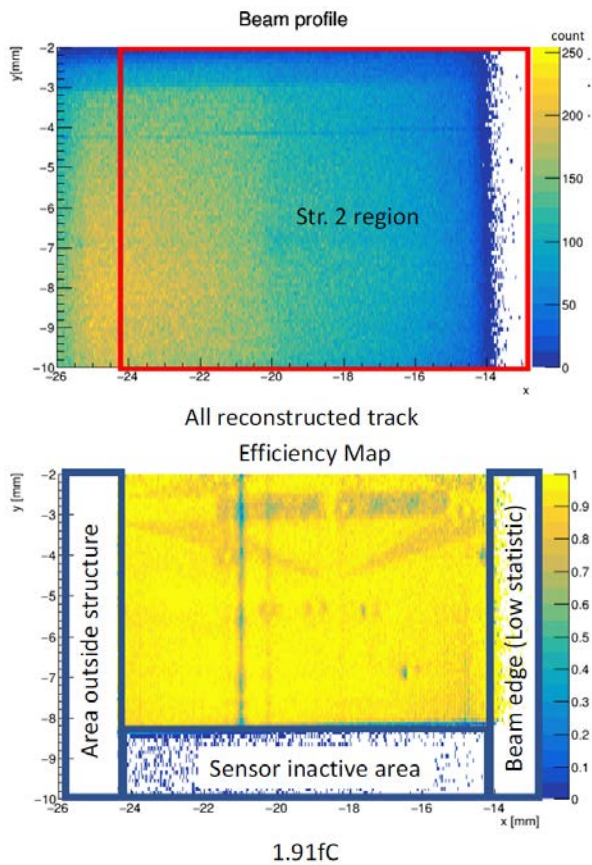 Beam profile
count
y[mm]
−2
−3
−4
−5
−6
−7
−8
−9
−10
250
200
150
100
50
0
Str. 2 region
−26 −24 −22 −20 −18 −16 −14
x
All reconstructed track
Efficiency Map
y [mm]
−2
−3
−4
−5
−6
−7
−8
−9
−10
1
0.9
0.8
0.7
0.6
0.5
0.4
0.3
0.2
0.1
0
Area outside structure
Beam edge (Low statistic)
Sensor inactive area
−26 −24 −22 −20 −18 −16 −14
x [mm]
1.91fC